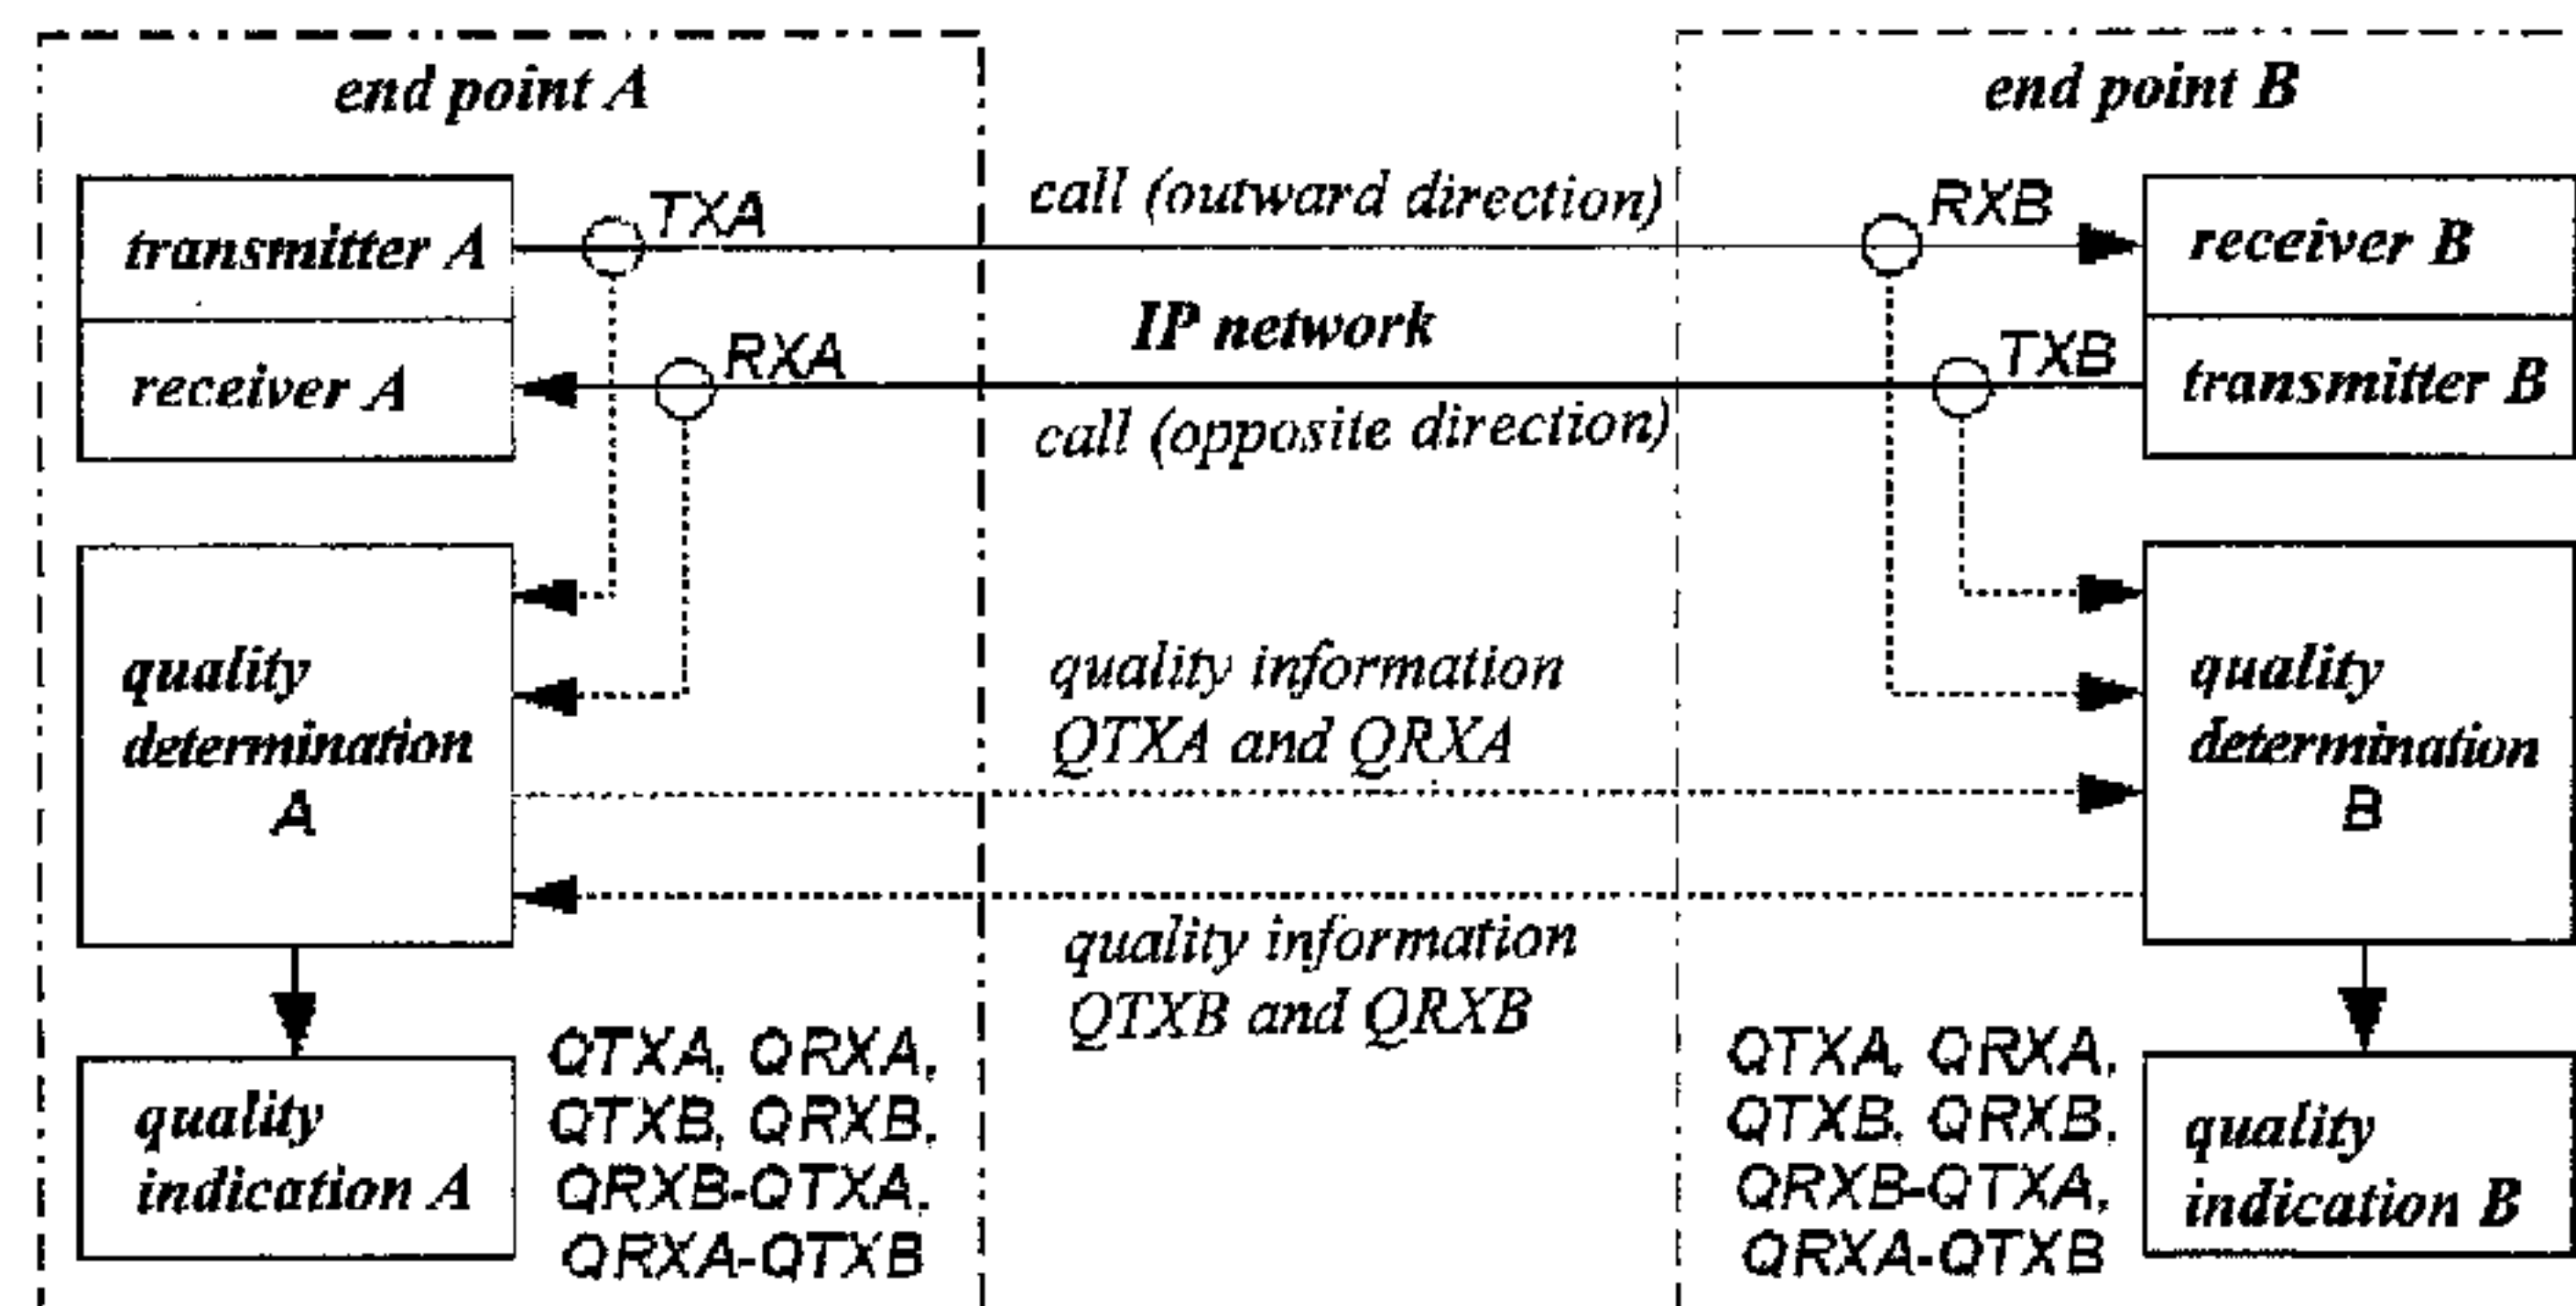 end point A
end point B
transmitter A
TXA
call (outward direction)
RXB
receiver B
IP network
receiver A
RXA
TXB
transmitter B
call (opposite direction)
quality
determination
A
quality information
QTXA and QRXA
quality
determination
B
quality information
QTXB and QRXB
quality
indication A
QTXA, QRXA,
QTXB, QRXB,
QRXB-QTXA,
QRXA-QTXB
QTXA, QRXA,
QTXB, QRXB,
QRXB-QTXA,
QRXA-QTXB
quality
indication B